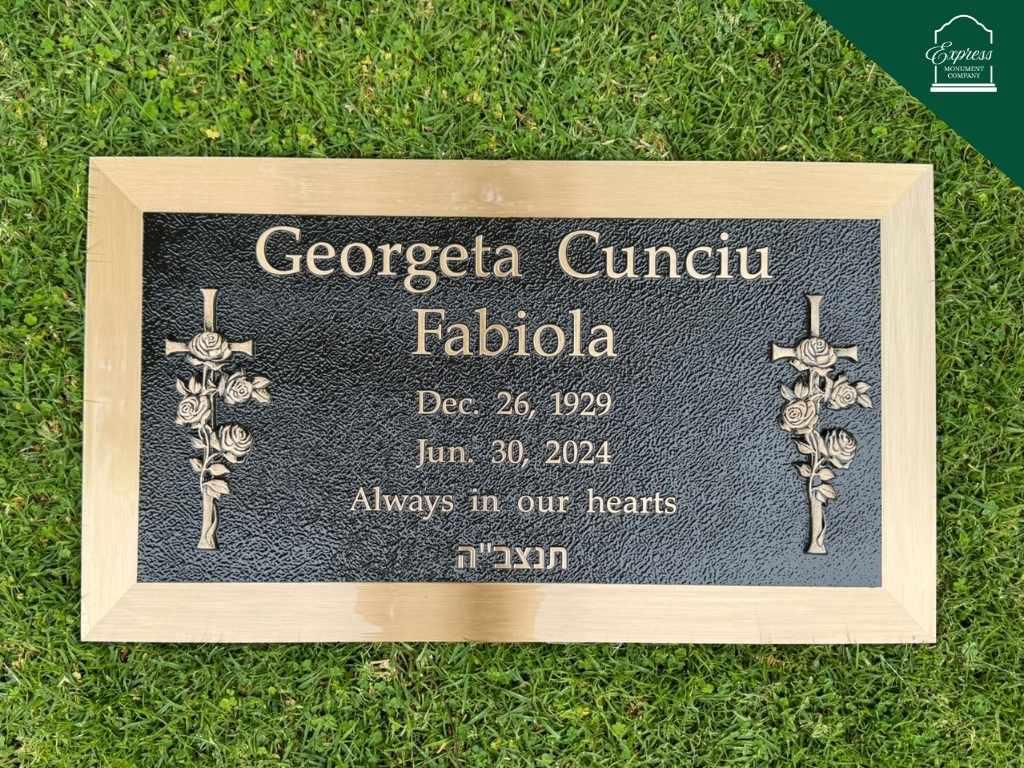 Express
MONUMENT
COMPANY
Georgeta Cunciu
Fabiola
Dec. 26, 1929
Jun. 30, 2024
Always in our hearts
תנצב"ה